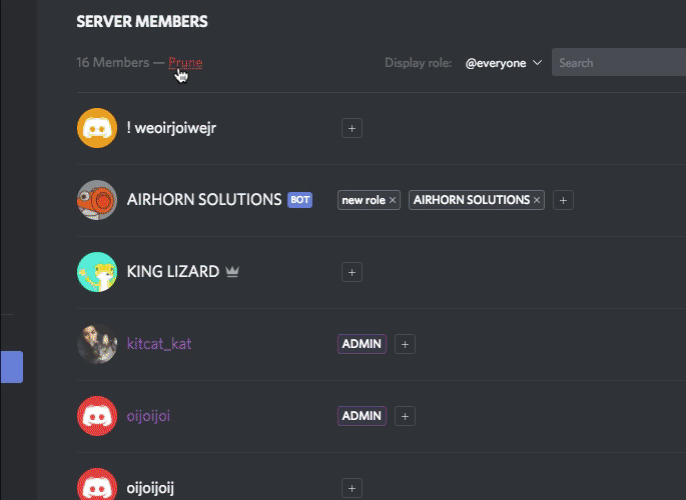 SERVER MEMBERS
16 Members — Prune
Display role: @everyone
Search
! weoirjoiwejr
+
AIRHORN SOLUTIONS BOT
new role × AIRHORN SOLUTIONS × +
KING LIZARD
+
kitcat_kat
ADMIN +
oijoijoi
ADMIN +
oijoijoij
+